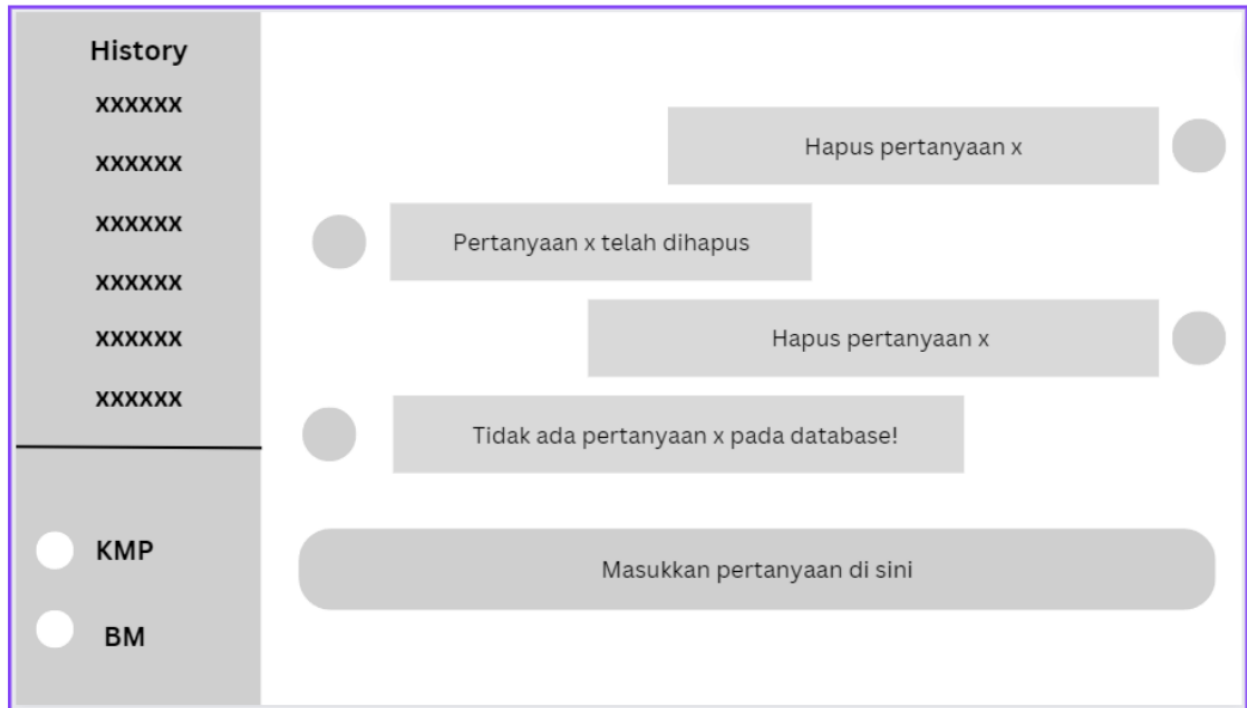 History
xxxxxx
xxxxxx
xxxxxx
xxxxxx
xxxxxx
xxxxxx
KMP
BM
Hapus pertanyaan x
Pertanyaan x telah dihapus
Hapus pertanyaan x
Tidak ada pertanyaan x pada database!
Masukkan pertanyaan di sini